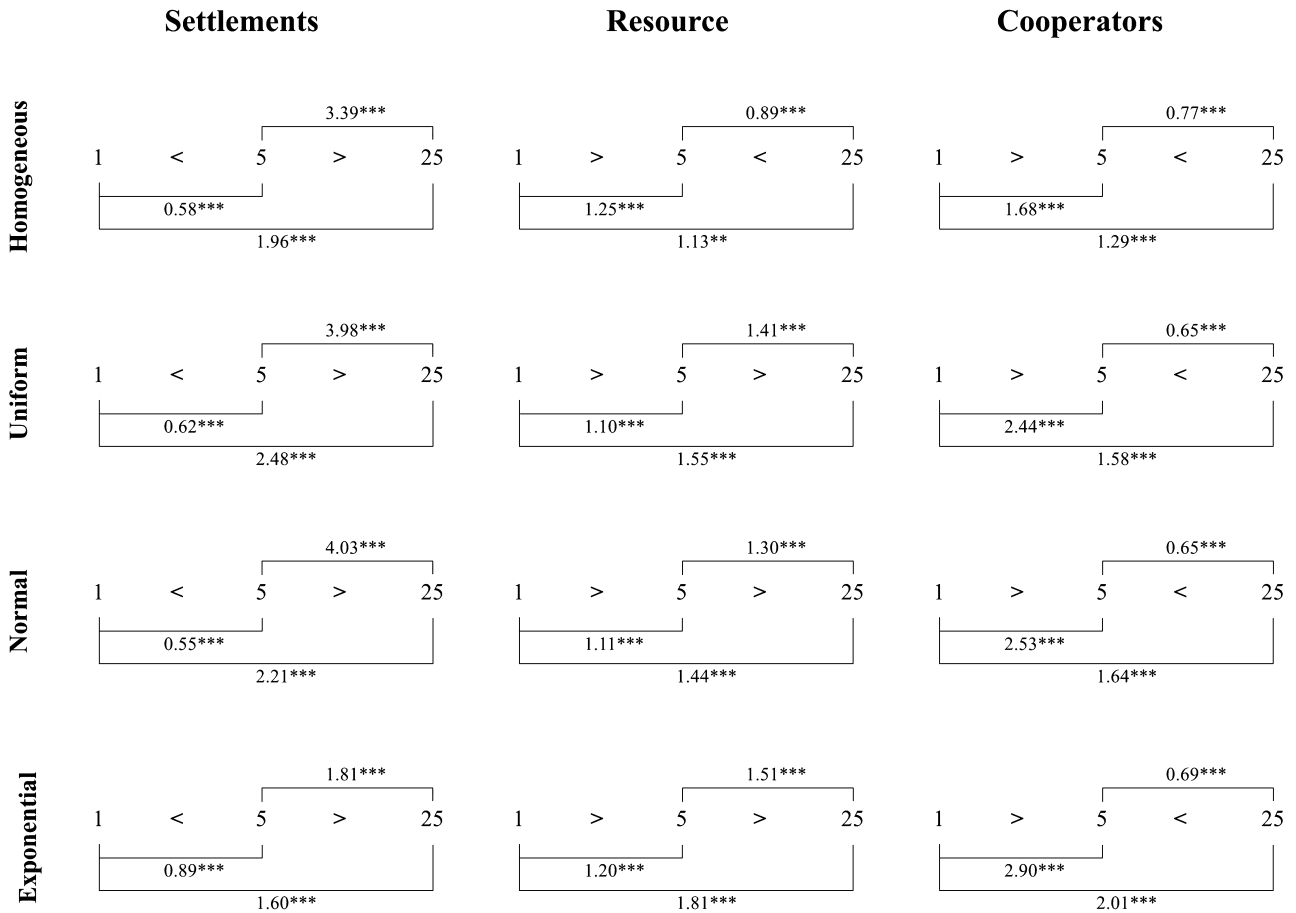 Settlements Resource Cooperators
Homogeneous
3.39*** 0.89*** 0.77***
1 < 5 > 25 1 > 5 < 25 1 > 5 < 25
0.58*** 1.25*** 1.68***
1.96*** 1.13** 1.29***
Uniform
3.98*** 1.41*** 0.65***
1 < 5 > 25 1 > 5 > 25 1 > 5 < 25
0.62*** 1.10*** 2.44***
2.48*** 1.55*** 1.58***
Normal
4.03*** 1.30*** 0.65***
1 < 5 > 25 1 > 5 > 25 1 > 5 < 25
0.55*** 1.11*** 2.53***
2.21*** 1.44*** 1.64***
Exponential
1.81*** 1.51*** 0.69***
1 < 5 > 25 1 > 5 > 25 1 > 5 < 25
0.89*** 1.20*** 2.90***
1.60*** 1.81*** 2.01***